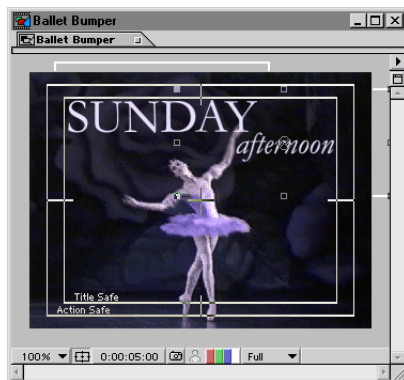 Ballet Bumper
Ballet Bumper
SUNDAY
afternoon
Title Safe
Action Safe
100%
0:00:05:00
Full